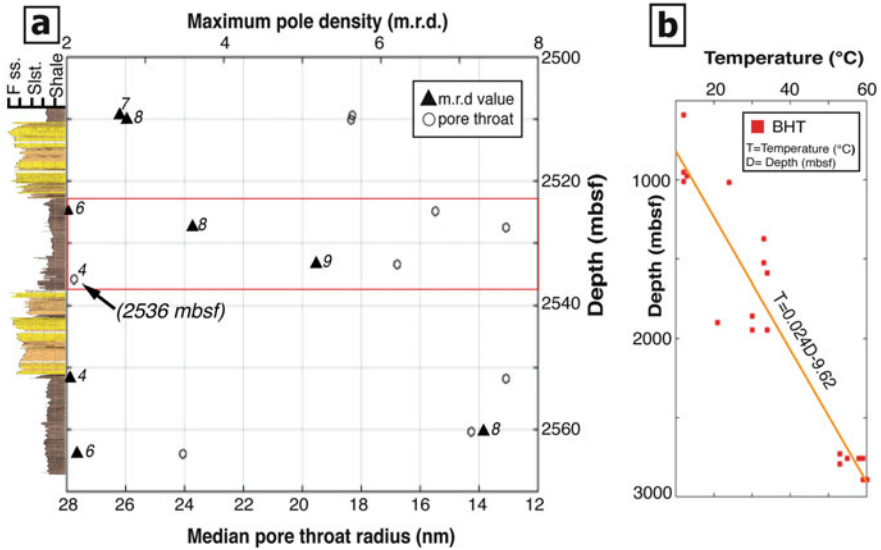 a
Maximum pole density (m.r.d.)
2 4 6 8
F ss.
Slst.
Shale
▲ m.r.d value
○ pore throat
7
8
6
8
9
4
(2536 mbsf)
4
8
6
2500
2520
2540
2560
Depth (mbsf)
28 26 24 22 20 18 16 14 12
Median pore throat radius (nm)
b
Temperature (°C)
20 40 60
BHT
T=Temperature (°C)
D= Depth (mbsf)
1000
2000
3000
Depth (mbsf)
T=0.024D-9.62